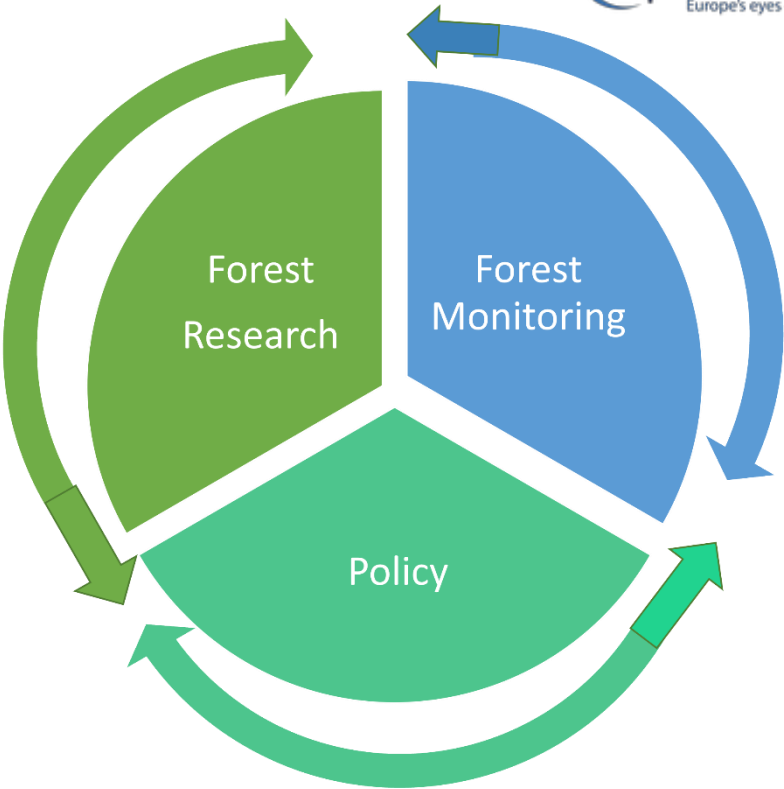 Europe's eyes
Forest
Research
Forest
Monitoring
Policy